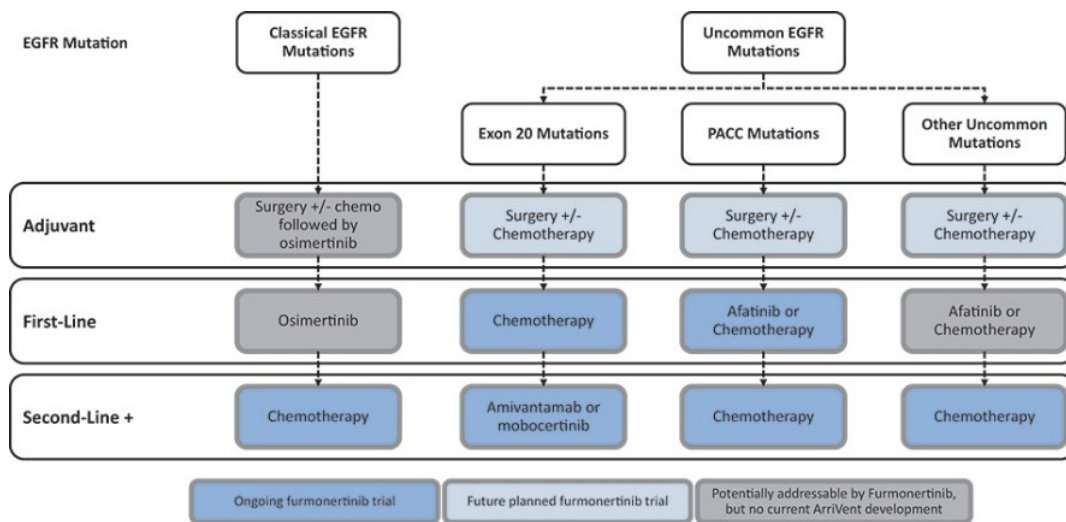 EGFR Mutation
Classical EGFR
Mutations
Uncommon EGFR
Mutations
Exon 20 Mutations
PACC Mutations
Other Uncommon
Mutations
Adjuvant
Surgery +/- chemo
followed by
osimertinib
Surgery +/-
Chemotherapy
Surgery +/-
Chemotherapy
Surgery +/-
Chemotherapy
First-Line
Osimertinib
Chemotherapy
Afatinib or
Chemotherapy
Afatinib or
Chemotherapy
Second-Line +
Chemotherapy
Amivantamab or
mobocertinib
Chemotherapy
Chemotherapy
Ongoing furmonertinib trial
Future planned furmonertinib trial
Potentially addressable by Furmonertinib,
but no current ArriVent development